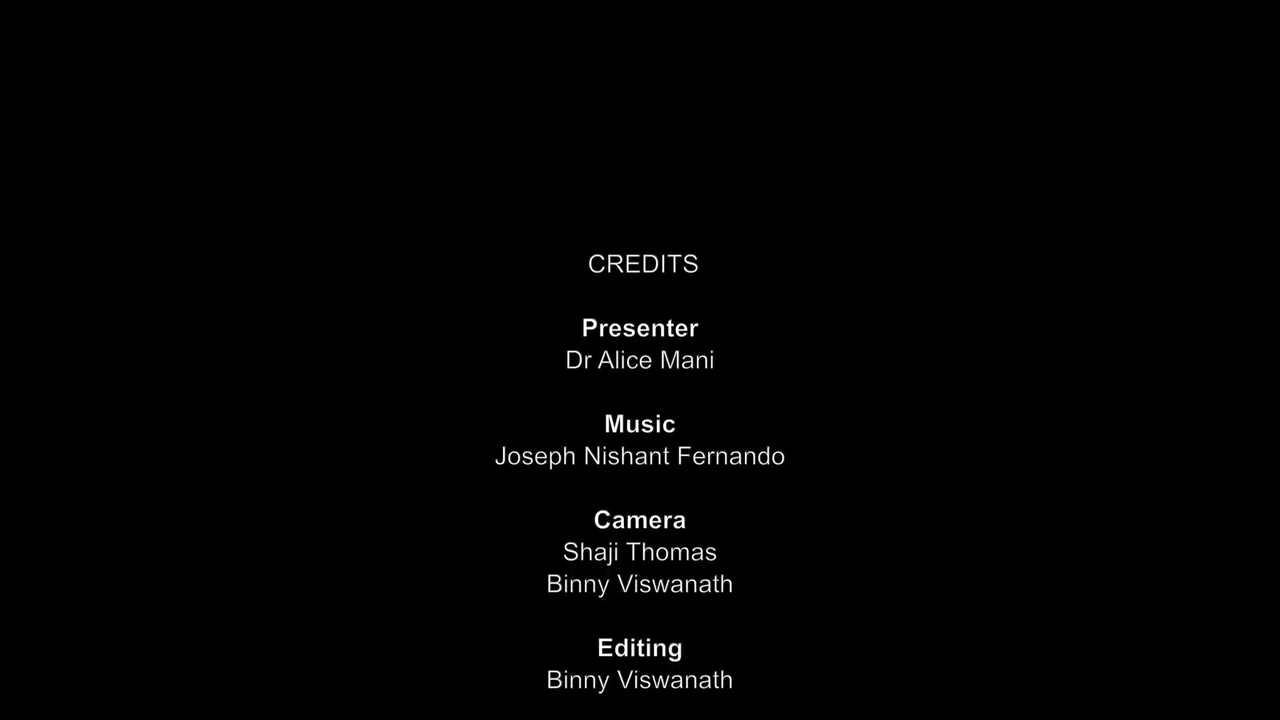 CREDITS
Presenter
Dr Alice Mani
Music
Joseph Nishant Fernando
Camera
Shaji Thomas
Binny Viswanath
Editing
Binny Viswanath